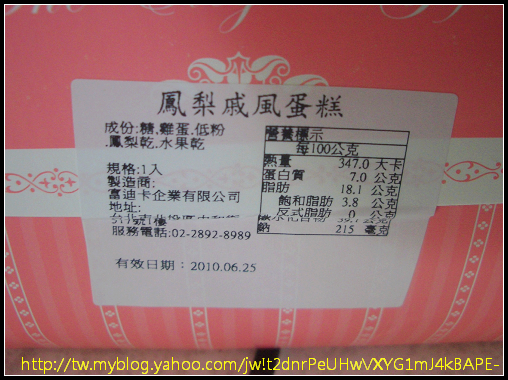 The
鳳梨戚風蛋糕
成份:糖.雞蛋.低粉
.鳳梨乾.水果乾
規格:1入
製造商:
富迪卡企業有限公司
地址:
服務電話:02-2892-8989
有效日期：2010.06.25
營養標示
每100公克
熱量 347.0 大卡
蛋白質 7.0 公克
脂肪 18.1 公克
飽和脂肪 3.8 公克
反式脂肪 0 公克
鈉 215 毫克
http://tw.myblog.yahoo.com/jw!t2dnrPeUHwVXYG1mJ4kBAPE-